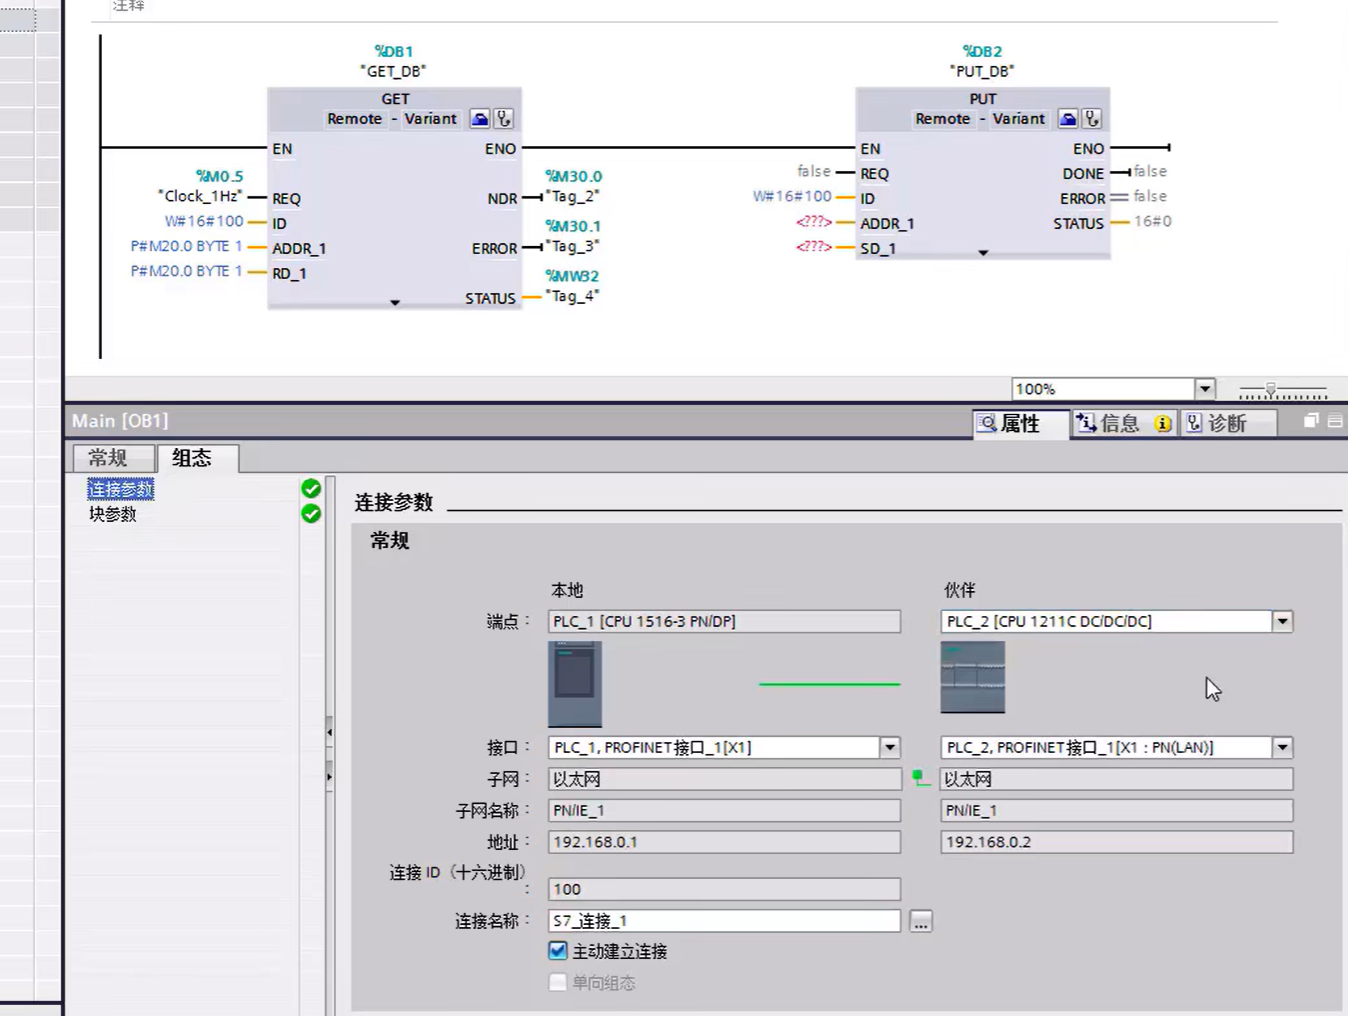 注释
%DB1
"GET_DB"
GET
Remote - Variant
EN
ENO
%M0.5
"Clock_1Hz"
REQ
W#16#100
ID
P#M20.0 BYTE 1
ADDR_1
P#M20.0 BYTE 1
RD_1
%M30.0
NDR
"Tag_2"
%M30.1
ERROR
"Tag_3"
%MW32
STATUS
"Tag_4"
%DB2
"PUT_DB"
PUT
Remote - Variant
EN
ENO
false
REQ
DONE
false
W#16#100
ID
ERROR
false
<???>
ADDR_1
STATUS
16#0
<???>
SD_1
100%
Main [OB1]
属性
信息
诊断
常规
组态
连接参数
块参数
连接参数
常规
本地
伙伴
端点：
PLC_1 [CPU 1516-3 PN/DP]
PLC_2 [CPU 1211C DC/DC/DC]
接口：
PLC_1, PROFINET接口_1[X1]
PLC_2, PROFINET接口_1[X1 : PN(LAN)]
子网：
以太网
以太网
子网名称：
PN/IE_1
PN/IE_1
地址：
192.168.0.1
192.168.0.2
连接 ID（十六进制）
：
100
连接名称：
S7_连接_1
...
主动建立连接
单向组态